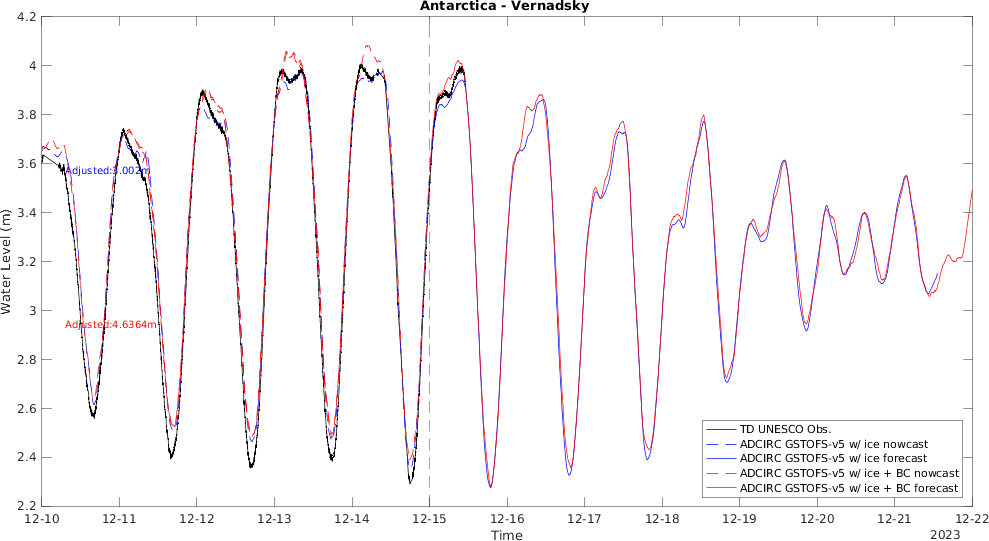 Antarctica - Vernadsky
4.2
4
3.8
3.6
3.4
3.2
3
2.8
2.6
2.4
2.2
Water Level (m)
Adjusted:3.002m
Adjusted:4.6364m
TD UNESCO Obs.
ADCIRC GSTOFS-v5 w/ ice nowcast
ADCIRC GSTOFS-v5 w/ ice forecast
ADCIRC GSTOFS-v5 w/ ice + BC nowcast
ADCIRC GSTOFS-v5 w/ ice + BC forecast
12-10 12-11 12-12 12-13 12-14 12-15 12-16 12-17 12-18 12-19 12-20 12-21 12-22
Time
2023